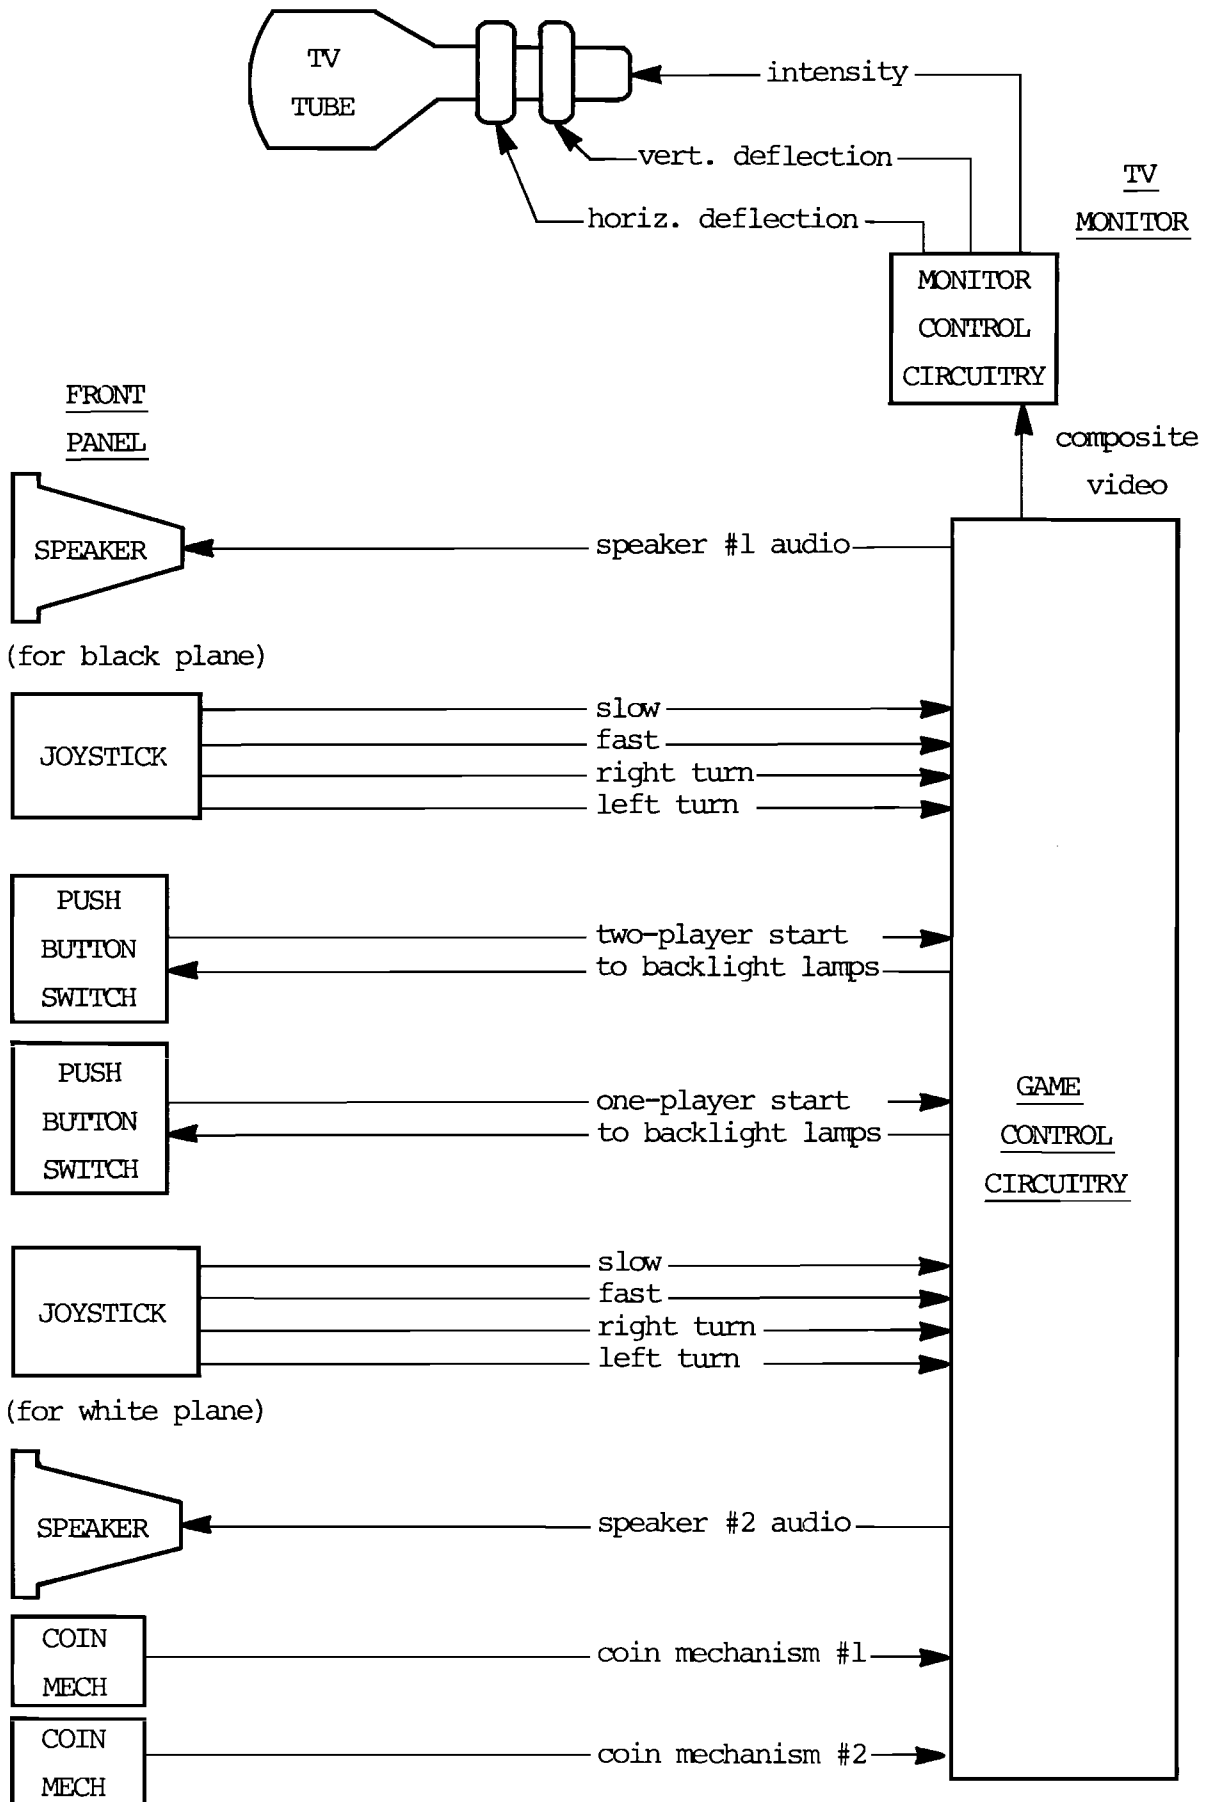 TV
TUBE
intensity
vert. deflection
horiz. deflection
TV
MONITOR
MONITOR
CONTROL
CIRCUITRY
composite
video
FRONT
PANEL
SPEAKER
speaker #1 audio
(for black plane)
JOYSTICK
slow
fast
right turn
left turn
PUSH
BUTTON
SWITCH
two-player start
to backlight lamps
PUSH
BUTTON
SWITCH
one-player start
to backlight lamps
GAME
CONTROL
CIRCUITRY
JOYSTICK
slow
fast
right turn
left turn
(for white plane)
SPEAKER
speaker #2 audio
COIN
MECH
coin mechanism #1
COIN
MECH
coin mechanism #2